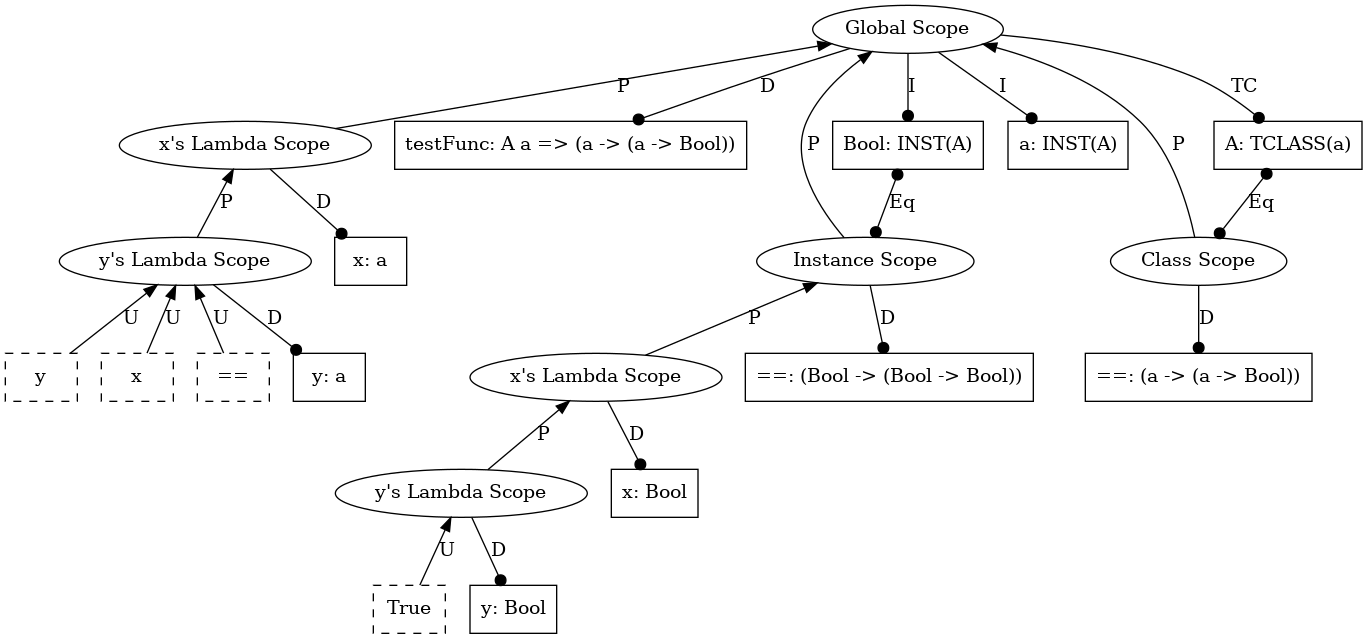 Global Scope
P
D
I
I
P
TC
x's Lambda Scope
testFunc: A a => (a -> (a -> Bool))
Bool: INST(A)
a: INST(A)
A: TCLASS(a)
P
D
P
Eq
Eq
y's Lambda Scope
x: a
Instance Scope
Class Scope
U
U
U
D
P
D
D
y
x
==
y: a
x's Lambda Scope
==: (Bool -> (Bool -> Bool))
==: (a -> (a -> Bool))
P
D
y's Lambda Scope
x: Bool
U
D
True
y: Bool